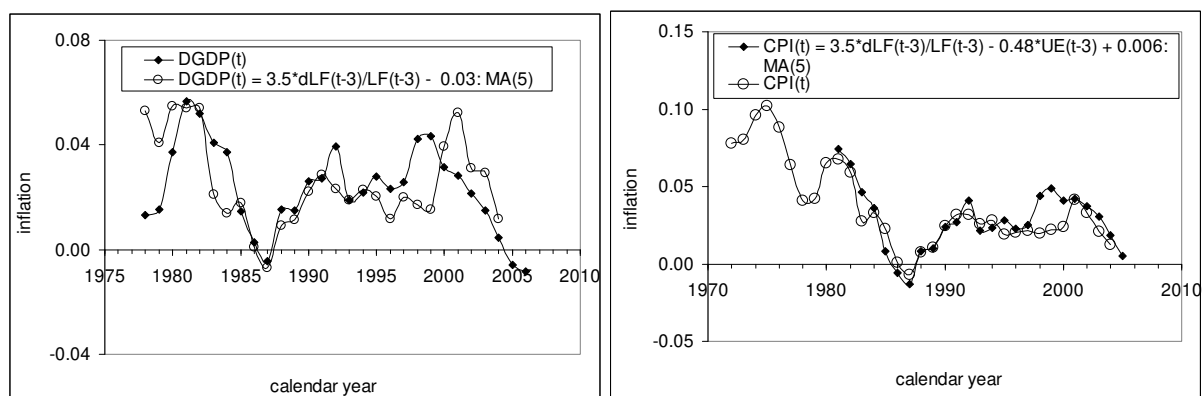 0.08
DGDP(t)
DGDP(t) = 3.5*dLF(t-3)/LF(t-3) - 0.03: MA(5)
0.04
inflation
0.00
1975 1980 1985 1990 1995 2000 2005 2010
-0.04
calendar year
0.15
CPI(t) = 3.5*dLF(t-3)/LF(t-3) - 0.48*UE(t-3) + 0.006:
MA(5)
CPI(t)
0.10
inflation
0.05
0.00
1970 1980 1990 2000 2010
-0.05
calendar year